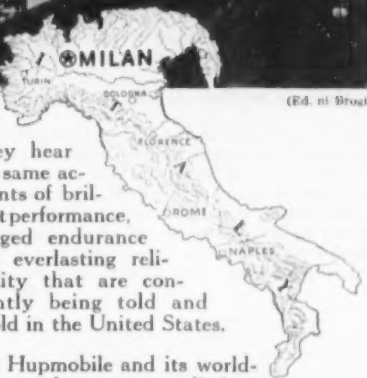 MILAN
TURIN
BOLOGNA
(Ed. ni Brogi
FLORENCE
ROME
NAPLES
I T A L Y
ey hear
same ac-
nts of bril-
t performance,
ged endurance
everlasting reli-
ity that are con-
ntly being told and
old in the United States.
Hupmobile and its world-